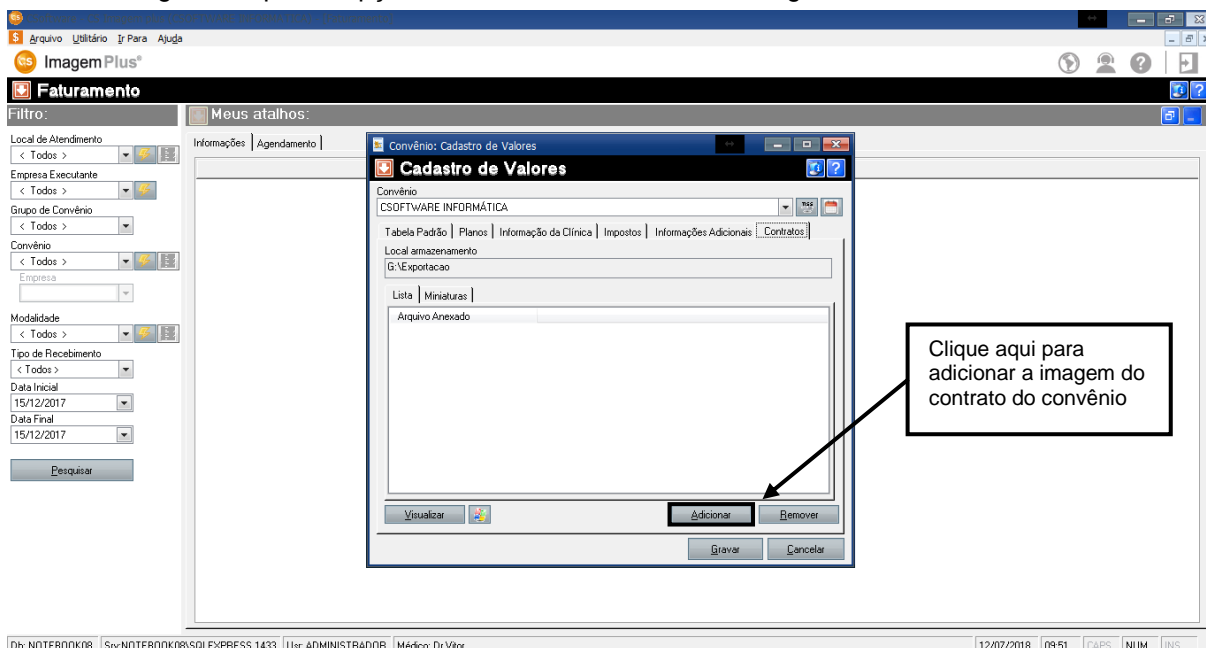 Arquivo Utilitário Ir Para Ajuda
ImagemPlus®
Faturamento
Filtro:
Meus atalhos:
Local de Atendimento
< Todos >
Empresa Executante
< Todos >
Grupo de Convênio
< Todos >
Convênio
< Todos >
Empresa
Modalidade
< Todos >
Tipo de Recebimento
< Todos >
Data Inicial
15/12/2017
Data Final
15/12/2017
Pesquisar
Informações Agendamento
Convênio: Cadastro de Valores
Cadastro de Valores
Convênio
CSOFTWARE INFORMÁTICA
Tabela Padrão Planos Informação da Clínica Impostos Informações Adicionais Contratos
Local armazenamento
G:\Exportacao
Lista Miniaturas
Arquivo Anexado
Visualizar Adicionar Remover
Gravar Cancelar
Clique aqui para
adicionar a imagem do
contrato do convênio
Db: NOTEBOOK08 Srv:NOTEBOOK08\SQLEXPRESS,1433 Usr: ADMINISTRADOR Médico: Dr.Vitor 12/07/2018 09:51 CAPS NUM INS